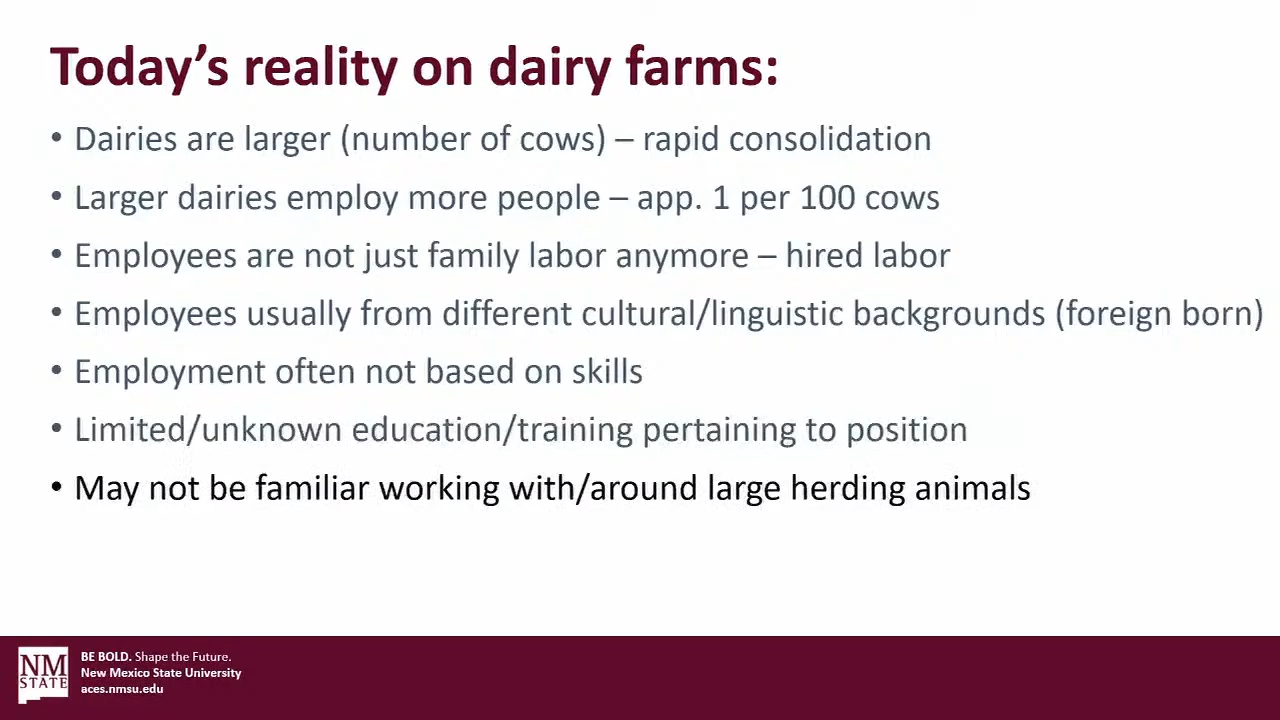 Today's reality on dairy farms:
• Dairies are larger (number of cows) – rapid consolidation
• Larger dairies employ more people – app. 1 per 100 cows
• Employees are not just family labor anymore – hired labor
• Employees usually from different cultural/linguistic backgrounds (foreign born)
• Employment often not based on skills
• Limited/unknown education/training pertaining to position
• May not be familiar working with/around large herding animals
NM
STATE
BE BOLD. Shape the Future.
New Mexico State University
aces.nmsu.edu